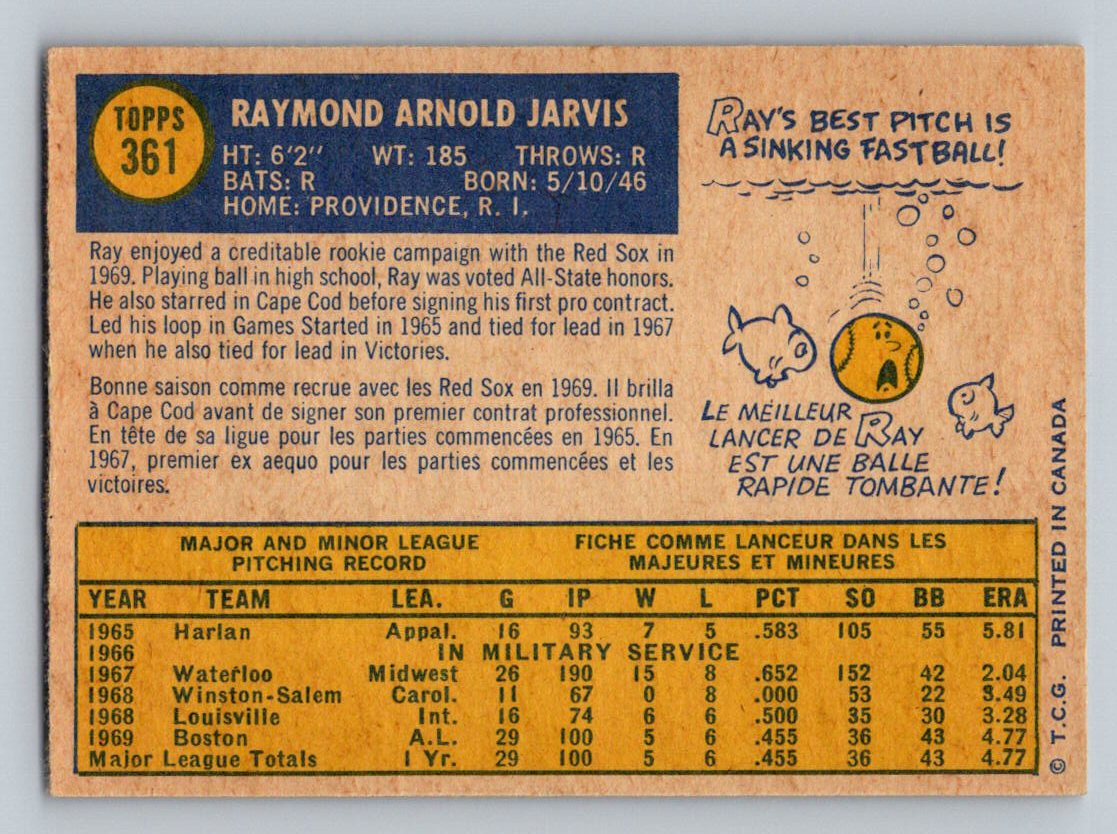 TOPPS
361
RAYMOND ARNOLD JARVIS
HT: 6'2" WT: 185 THROWS: R
BATS: R BORN: 5/10/46
HOME: PROVIDENCE, R. I.
Ray enjoyed a creditable rookie campaign with the Red Sox in
1969. Playing ball in high school, Ray was voted All-State honors.
He also starred in Cape Cod before signing his first pro contract.
Led his loop in Games Started in 1965 and tied for lead in 1967
when he also tied for lead in Victories.
Bonne saison comme recrue avec les Red Sox en 1969. Il brilla
à Cape Cod avant de signer son premier contrat professionnel.
En tête de sa ligue pour les parties commencées en 1965. En
1967, premier ex aequo pour les parties commencées et les
victoires.
RAY'S BEST PITCH IS
A SINKING FASTBALL!
LE MEILLEUR
LANCER DE RAY
EST UNE BALLE
RAPIDE TOMBANTE!
MAJOR AND MINOR LEAGUE
PITCHING RECORD
FICHE COMME LANCEUR DANS LES
MAJEURES ET MINEURES
YEAR TEAM LEA. G IP W L PCT SO BB ERA
1965 Harlan Appal. 16 93 7 5 .583 105 55 5.81
1966 IN MILITARY SERVICE
1967 Waterloo Midwest 26 190 15 8 .652 152 42 2.04
1968 Winston-Salem Carol. 11 67 0 8 .000 53 22 3.49
1968 Louisville Int. 16 74 6 6 .500 35 30 3.28
1969 Boston A.L. 29 100 5 6 .455 36 43 4.77
Major League Totals 1 Yr. 29 100 5 6 .455 36 43 4.77
© T.C.G. PRINTED IN CANADA